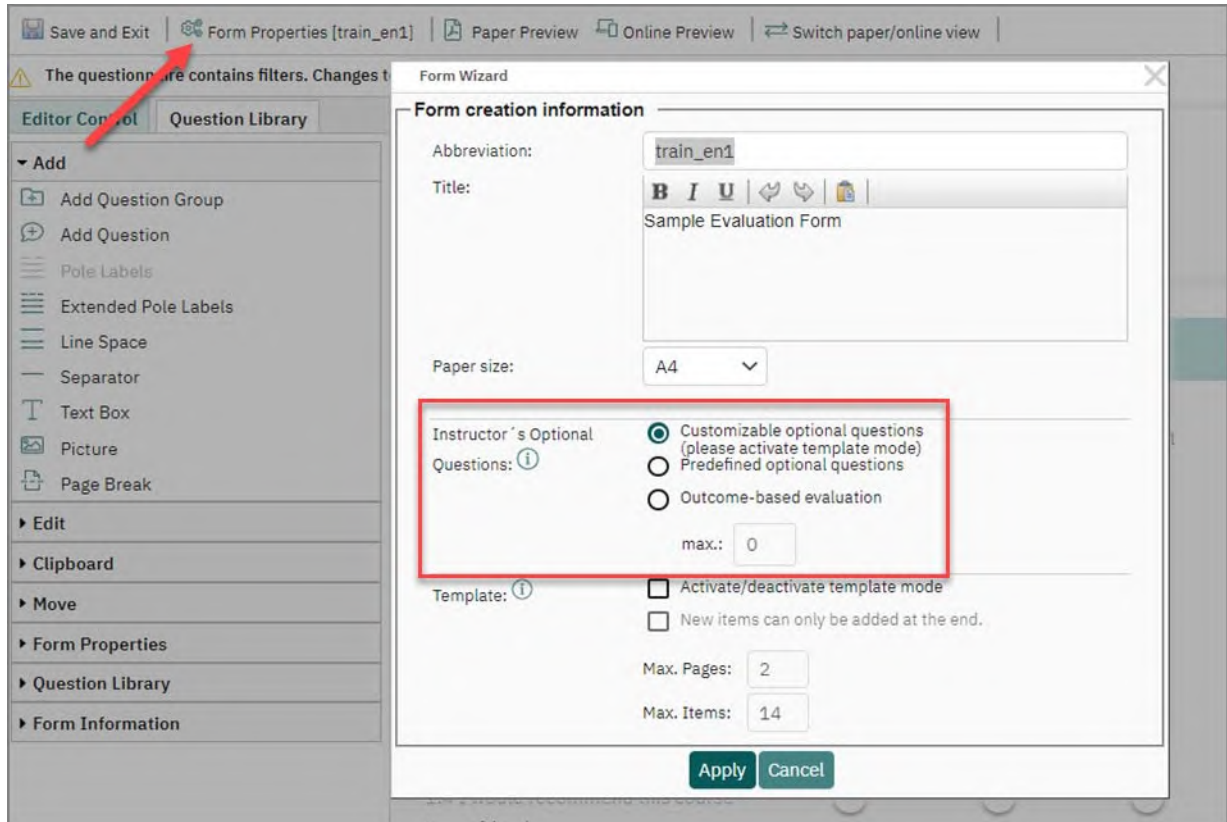 Save and Exit
Form Properties [train_en1]
Paper Preview
Online Preview
Switch paper/online view
The questionn re contains filters. Changes t
Form Wizard
Editor Con ol
Question Library
Add
Add Question Group
Add Question
Pole Labels
Extended Pole Labels
Line Space
Separator
Text Box
Picture
Page Break
Edit
Clipboard
Move
Form Properties
Question Library
Form Information
Form creation information
Abbreviation:
train_en1
Title:
B I U
Sample Evaluation Form
Paper size:
A4
Instructor´s Optional
Questions:
Customizable optional questions
(please activate template mode)
Predefined optional questions
Outcome-based evaluation
max.: 0
Template:
Activate/deactivate template mode
New items can only be added at the end.
Max. Pages: 2
Max. Items: 14
Apply
Cancel